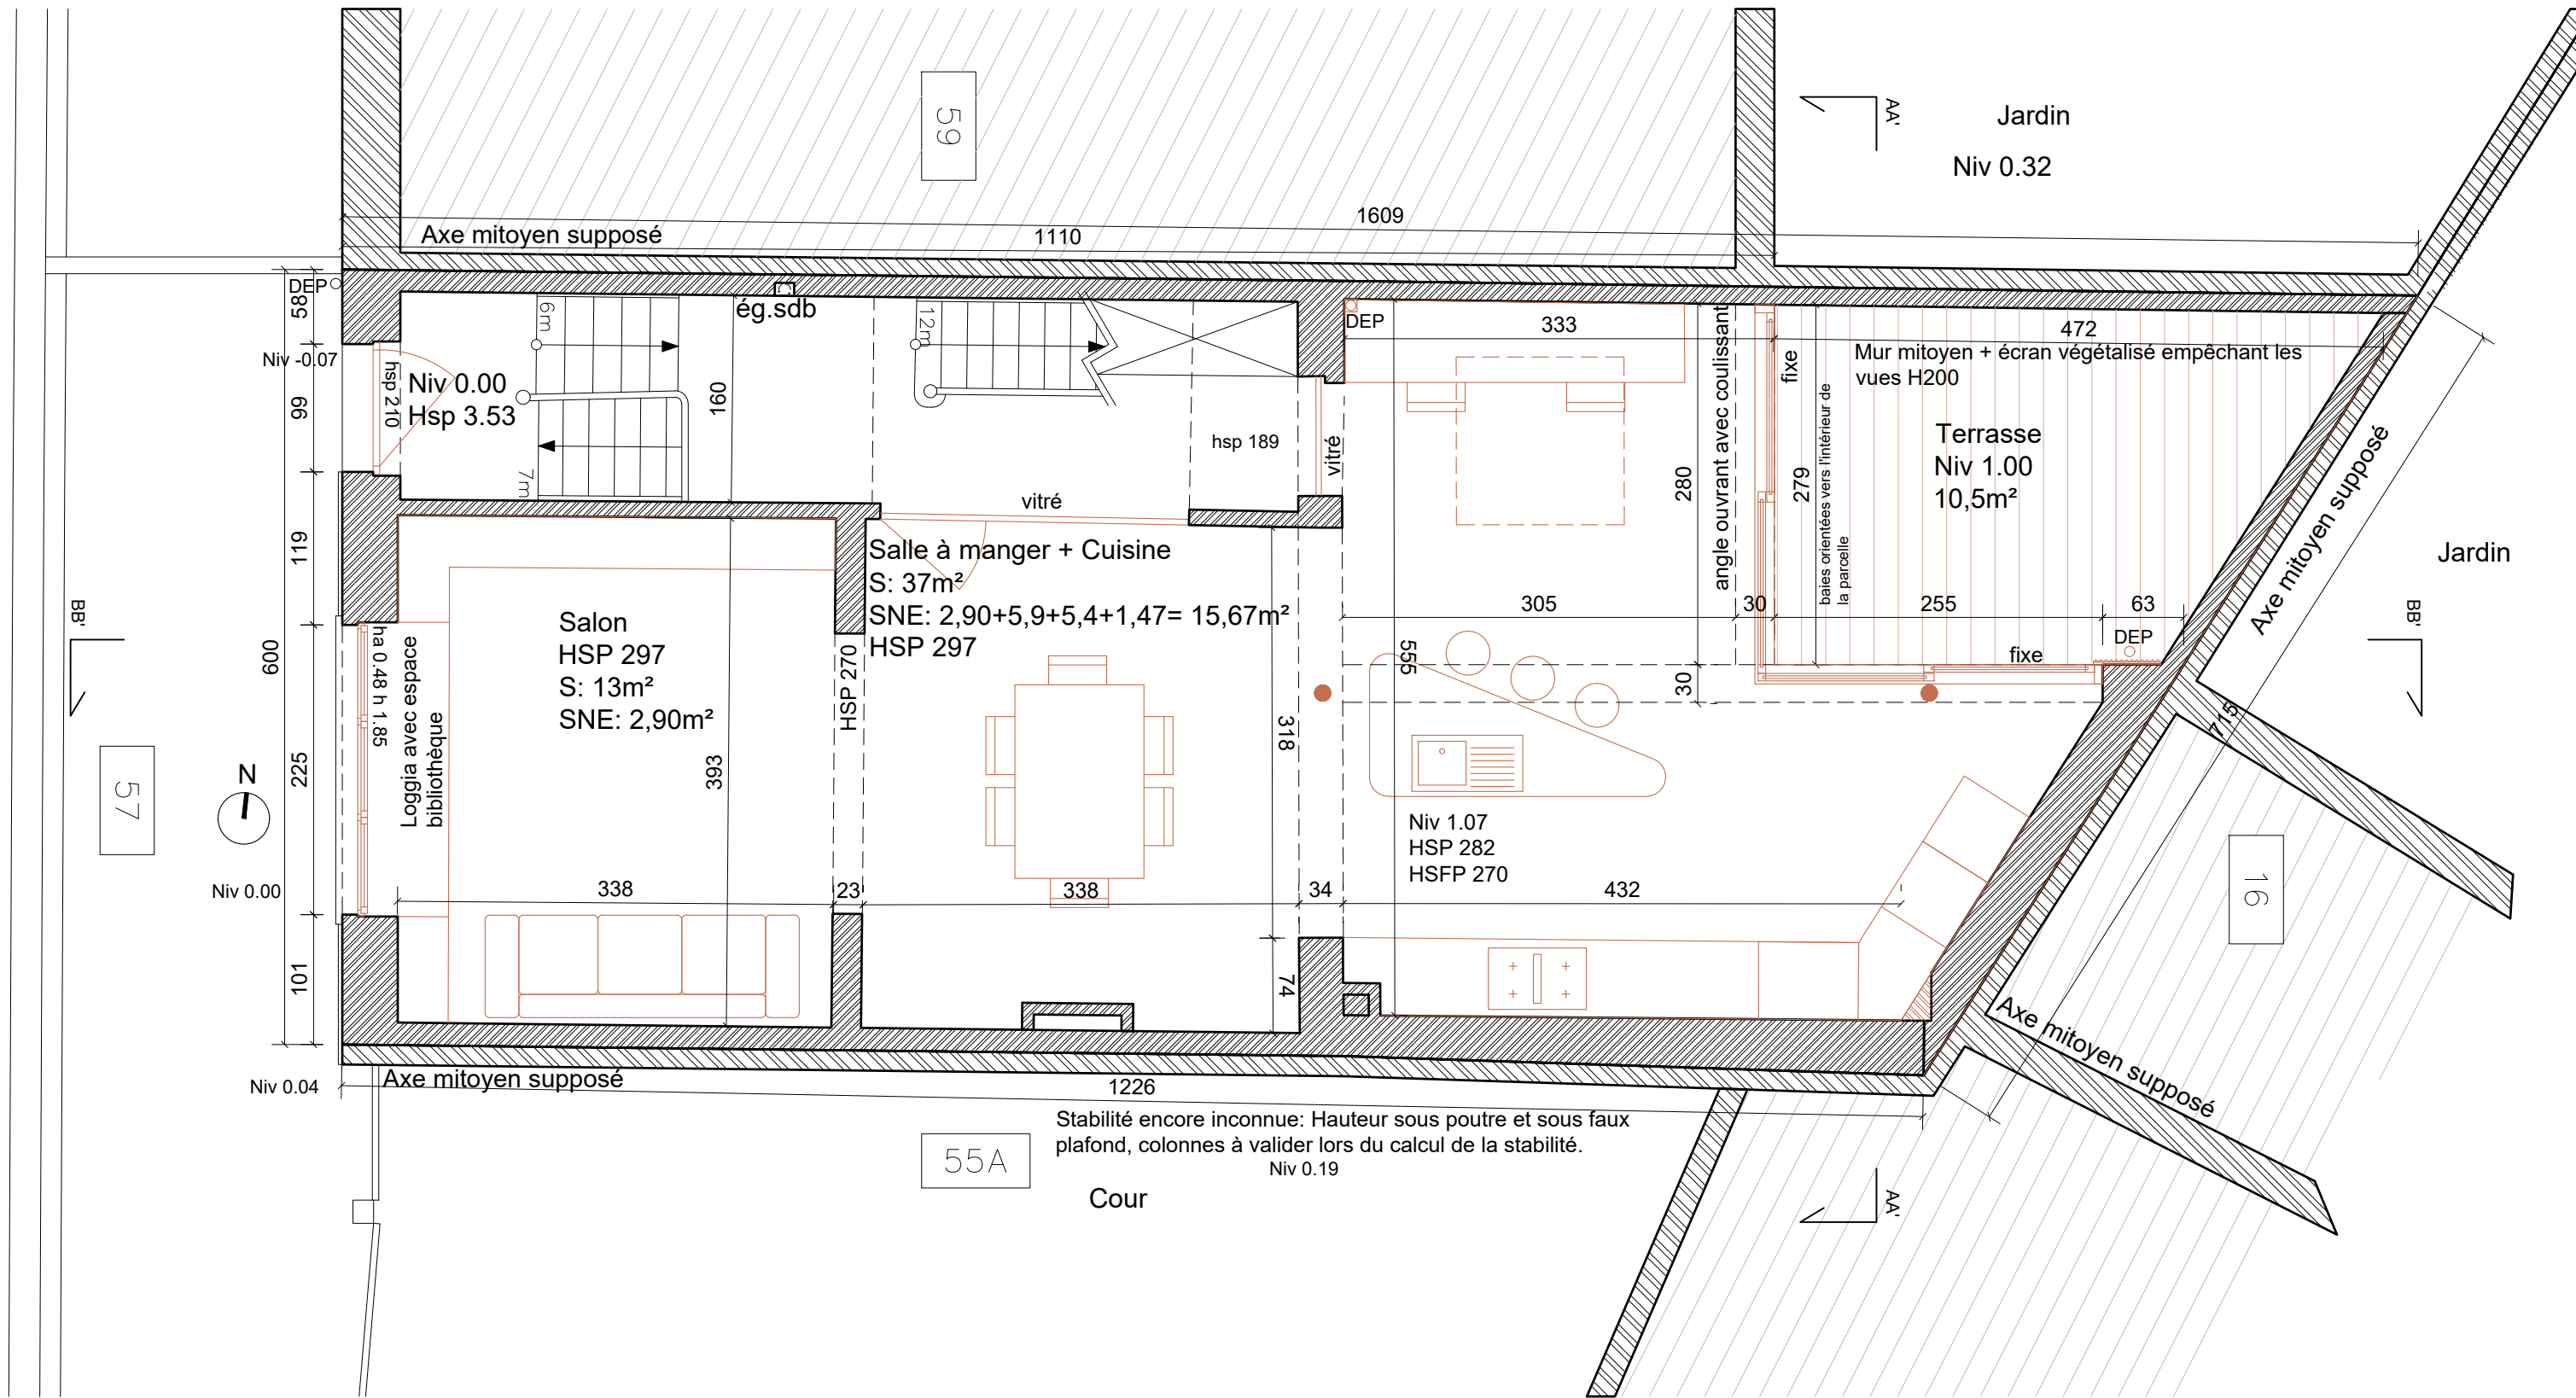 59
AA'
Jardin
Niv 0.32
1609
Axe mitoyen supposé
1110
DEP
58
ég.sdb
6m
12m
DEP
333
472
Niv -0.07
hsp 210
Niv 0.00
Hsp 3.53
99
160
7m
hsp 189
vitré
vitré
angle ouvrant avec coulissant
280
fixe
279
Mur mitoyen + écran végétalisé empêchant les
vues H200
baies orientées vers l'intérieur de
la parcelle
Terrasse
Niv 1.00
10,5m²
Axe mitoyen supposé
Jardin
119
Salle à manger + Cuisine
S: 37m²
SNE: 2,90+5,9+5,4+1,47= 15,67m²
HSP 297
305
30
255
63
DEP
fixe
BB'
BB'
600
ha 0.48 h 1.85
Loggia avec espace
bibliothèque
Salon
HSP 297
S: 13m²
SNE: 2,90m²
HSP 270
555
30
318
393
715
57
N
225
Niv 1.07
HSP 282
HSFP 270
16
Niv 0.00
338
23
338
34
432
101
74
Axe mitoyen supposé
Niv 0.04
Axe mitoyen supposé
1226
Stabilité encore inconnue: Hauteur sous poutre et sous faux
plafond, colonnes à valider lors du calcul de la stabilité.
Niv 0.19
55A
Cour
AA'